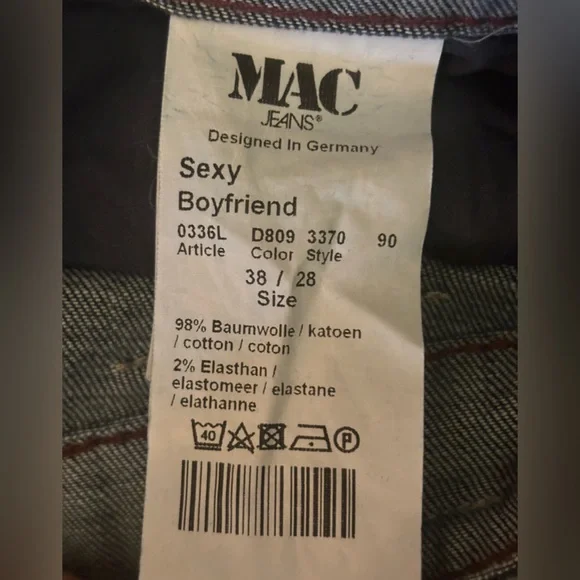 MAC
JEANS®
Designed In Germany
Sexy
Boyfriend
0336L D809 3370 90
Article Color Style
38 / 28
Size
98% Baumwolle / katoen
/ cotton / coton
2% Elasthan /
elastomeer / elastane
/ elathanne
40 P